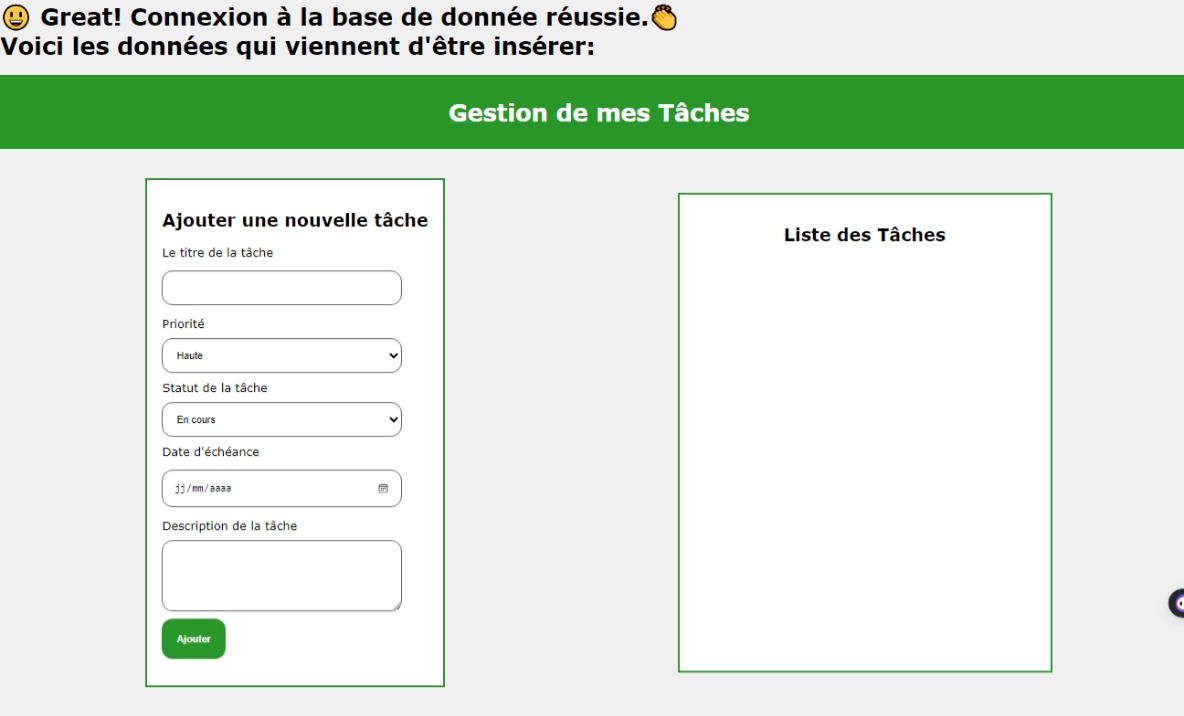 😃 Great! Connexion à la base de donnée réussie.👏
Voici les données qui viennent d'être insérer:
Gestion de mes Tâches
Ajouter une nouvelle tâche
Le titre de la tâche
Priorité
Haute
Statut de la tâche
En cours
Date d'échéance
jj/mm/aaaa
Description de la tâche
Ajouter
Liste des Tâches